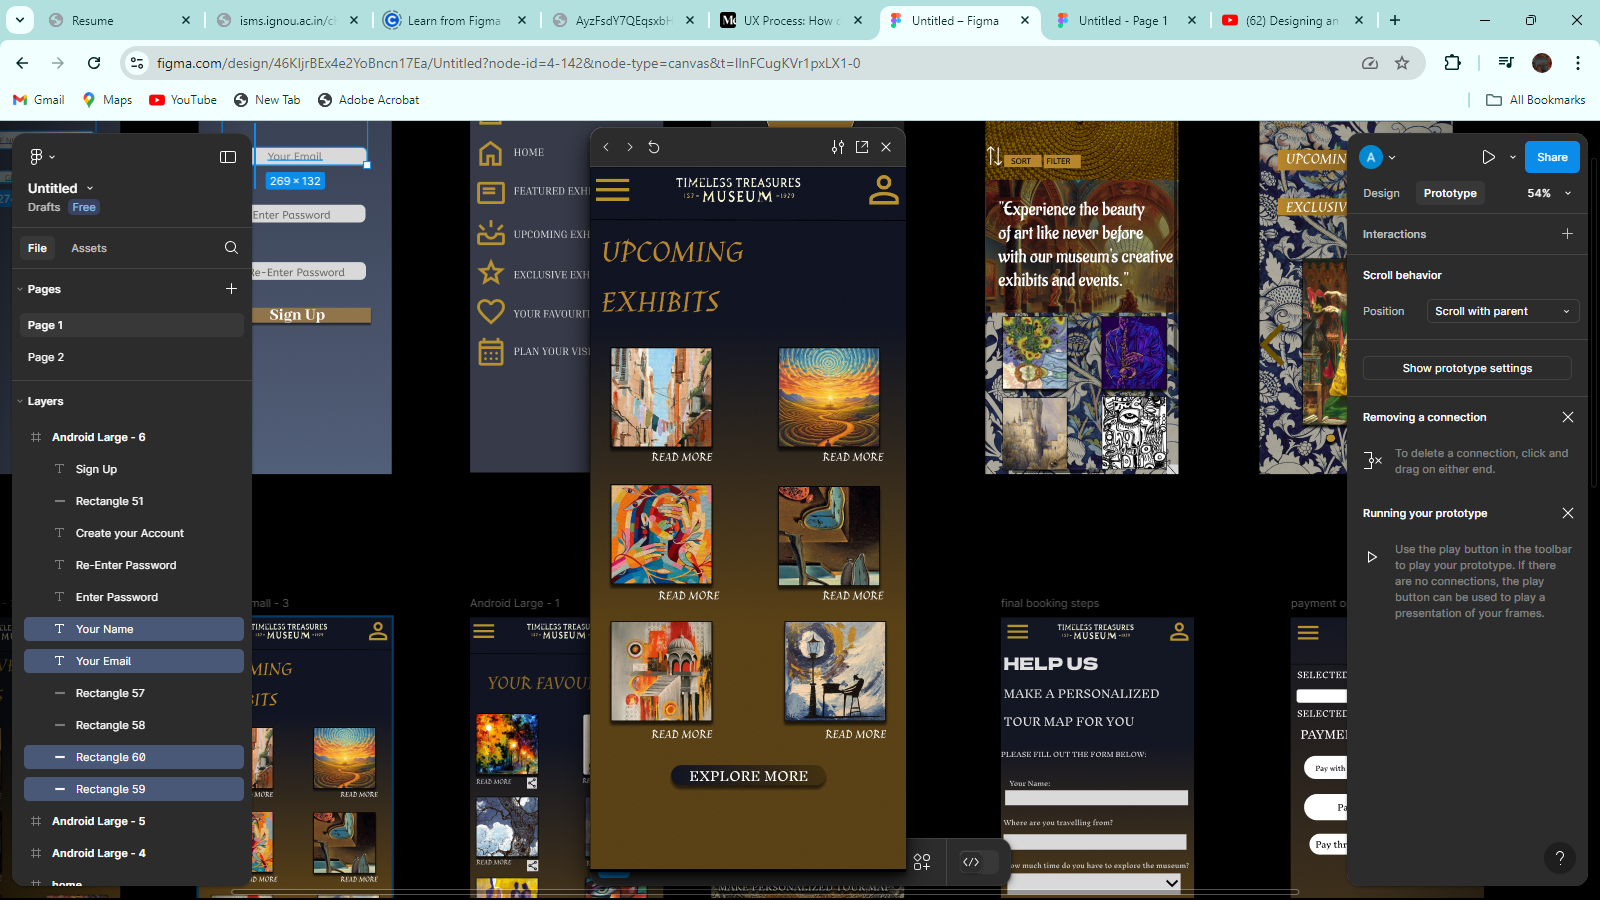 Resume
isms.ignou.ac.in/cl
Learn from Figma
AyzFsdY7QEqsxbH
UX Process: How c
Untitled – Figma
Untitled - Page 1
(62) Designing an
figma.com/design/46KljrBEx4e2YoBncn17Ea/Untitled?node-id=4-142&node-type=canvas&t=IInFCugKVr1pxLX1-0
Gmail
Maps
YouTube
New Tab
Adobe Acrobat
All Bookmarks
Untitled
Drafts
Free
File
Assets
Pages
Page 1
Page 2
Layers
Android Large - 6
Sign Up
Rectangle 51
Create your Account
Re-Enter Password
Enter Password
Your Name
Your Email
Rectangle 57
Rectangle 58
Rectangle 60
Rectangle 59
Android Large - 5
Android Large - 4
home
Your Email
269 × 132
Enter Password
Re-Enter Password
Sign Up
HOME
FEATURED EXHI
UPCOMING EXH
EXCLUSIVE EXH
YOUR FAVOURIT
PLAN YOUR VIS
TIMELESS TREASURES
MUSEUM
UPCOMING
EXHIBITS
READ MORE
READ MORE
READ MORE
READ MORE
READ MORE
READ MORE
EXPLORE MORE
SORT
FILTER
"Experience the beauty
of art like never before
with our museum's creative
exhibits and events."
UPCOMIN
EXCLUSIV
mall - 3
TIMELESS TREASURES
MUSEUM
MING
BITS
READ MORE
READ MORE
Android Large - 1
YOUR FAVOU
READ MORE
READ MORE
MAKE A PERSONALIZED TOUR MAP
final booking steps
TIMELESS TREASURES
MUSEUM
HELP US
MAKE A PERSONALIZED
TOUR MAP FOR YOU
PLEASE FILL OUT THE FORM BELOW:
Your Name:
Where are you travelling from?
How much time do you have to explore the museum?
payment o
SELECTED
SELECTED
PAYME
Pay with
Pa
Pay thr
A
Share
Design
Prototype
54%
Interactions
Scroll behavior
Position
Scroll with parent
Show prototype settings
Removing a connection
To delete a connection, click and
drag on either end.
Running your prototype
Use the play button in the toolbar
to play your prototype. If there
are no connections, the play
button can be used to play a
presentation of your frames.
?